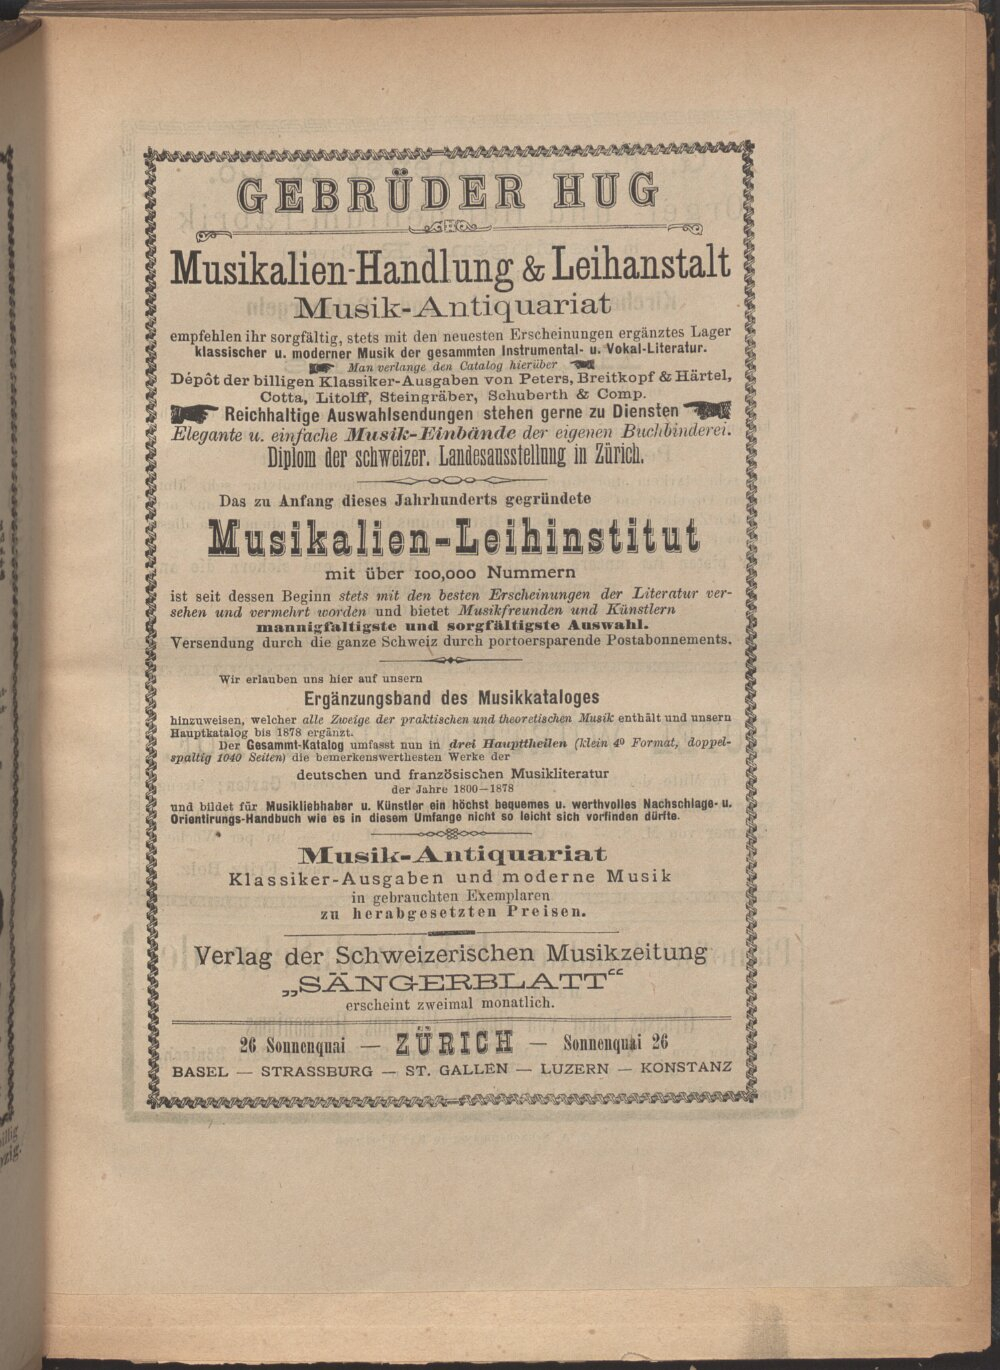 GEBRÜDER HUG
Musikalien-Handlung & Leihanstalt
Musik-Antiquariat
empfehlen ihr sorgfältig, stets mit den neuesten Erscheinungen ergänztes Lager
klassischer u. moderner Musik der gesammten Instrumental- u. Vokal-Literatur.
Man verlange den Catalog hierüber
Dépôt der billigen Klassiker-Ausgaben von Peters, Breitkopf & Härtel,
Cotta, Litolff, Steingräber, Schuberth & Comp.
Reichhaltige Auswahlsendungen stehen gerne zu Diensten
Elegante u. einfache Musik-Einbände der eigenen Buchbinderei.
Diplom der schweizer. Landesausstellung in Zürich.
Das zu Anfang dieses Jahrhunderts gegründete
Musikalien-Leihinstitut
mit über 100,000 Nummern
ist seit dessen Beginn stets mit den besten Erscheinungen der Literatur ver-
sehen und vermehrt worden und bietet Musikfreunden und Künstlern
mannigfaltigste und sorgfältigste Auswahl.
Versendung durch die ganze Schweiz durch portoersparende Postabonnements.
Wir erlauben uns hier auf unsern
Ergänzungsband des Musikkataloges
hinzuweisen, welcher alle Zweige der praktischen und theoretischen Musik enthält und unsern
Hauptkatalog bis 1878 ergänzt.
Der Gesammt-Katalog umfasst nun in drei Haupttheilen (klein 4º Format, doppel-
spaltig 1040 Seiten) die bemerkenswerthesten Werke der
deutschen und französischen Musikliteratur
der Jahre 1800—1878
und bildet für Musikliebhaber u. Künstler ein höchst bequemes u. werthvolles Nachschlage- u.
Orientirungs-Handbuch wie es in diesem Umfange nicht so leicht sich vorfinden dürfte.
Musik-Antiquariat
Klassiker-Ausgaben und moderne Musik
in gebrauchten Exemplaren
zu herabgesetzten Preisen.
Verlag der Schweizerischen Musikzeitung
„SÄNGERBLATT“
erscheint zweimal monatlich.
26 Sonnenquai — ZÜRICH — Sonnenquai 26
BASEL — STRASSBURG — ST. GALLEN — LUZERN — KONSTANZ